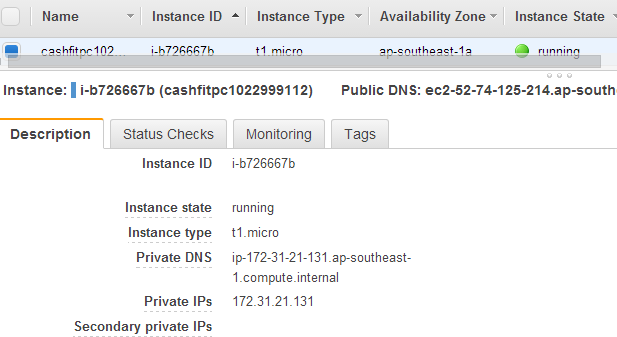 Name Instance ID Instance Type Availability Zone Instance State
cashfitpc102... i-b726667b t1.micro ap-southeast-1a running
Instance: i-b726667b (cashfitpc1022999112) Public DNS: ec2-52-74-125-214.ap-south
Description Status Checks Monitoring Tags
Instance ID i-b726667b
Instance state running
Instance type t1.micro
Private DNS ip-172-31-21-131.ap-southeast-
1.compute.internal
Private IPs 172.31.21.131
Secondary private IPs